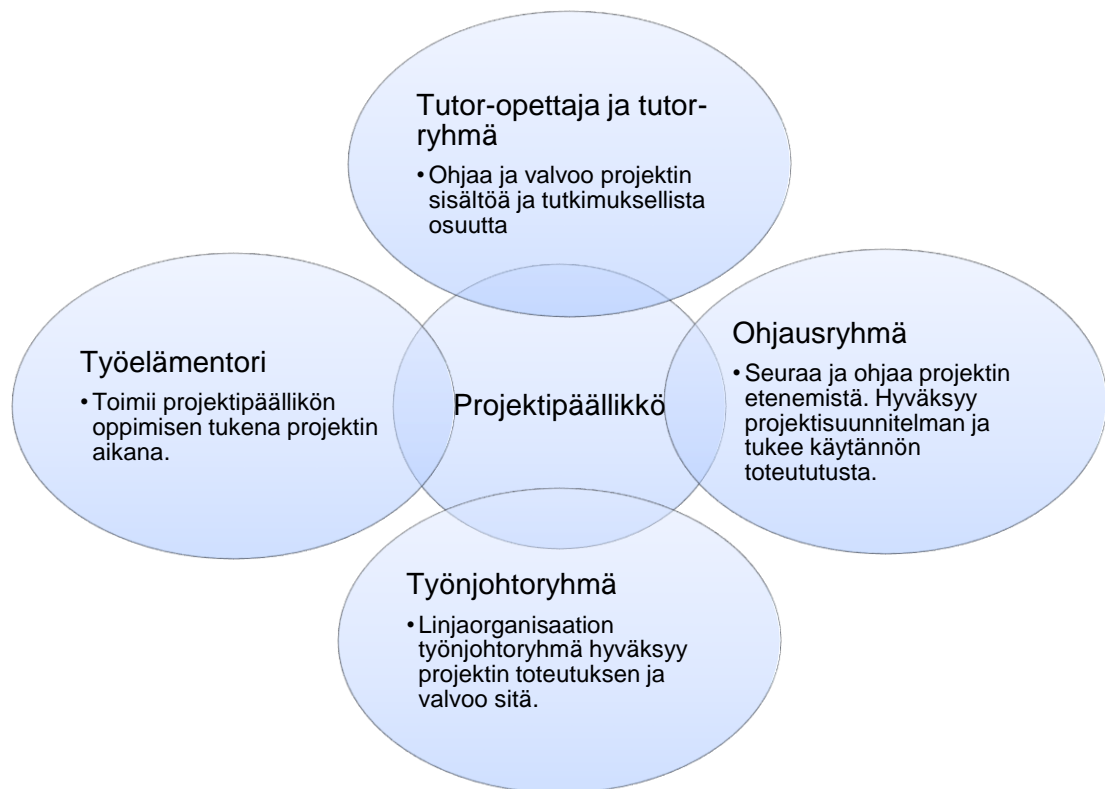 Tutor-opettaja ja tutor-
ryhmä
• Ohjaa ja valvoo projektin
sisältöä ja tutkimuksellista
osuutta
Työelämentori
• Toimii projektipäällikön
oppimisen tukena projektin
aikana.
Projektipäällikkö
Ohjausryhmä
• Seuraa ja ohjaa projektin
etenemistä. Hyväksyy
projektisuunnitelman ja
tukee käytännön
toteututusta.
Työnjohtoryhmä
• Linjaorganisaation
työnjohtoryhmä hyväksyy
projektin toteutuksen ja
valvoo sitä.